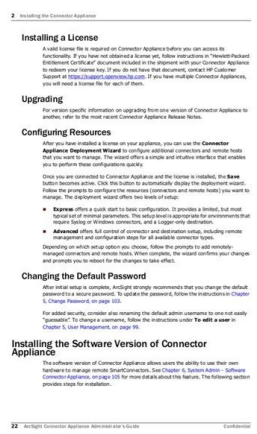 2 Installing the Connector Appliance
Installing a License
A valid license file is required on Connector Appliance before you can access its
functionality. If you have not obtained a license yet, follow instructions in "Hewlett-Packard
Entitlement Certificate" document included in the shipment with your Connector Appliance
to redeem your license key. If you do not have that document, contact HP Customer
Support at https://support.openview.hp.com. If you have multiple Connector Appliances,
you will need a license file for each of them.
Upgrading
For version specific information on upgrading from one version of Connector Appliance to
another, refer to the most recent Connector Appliance Release Notes.
Configuring Resources
After you have installed a license on your appliance, you can use the Connector
Appliance Deployment Wizard to configure additional connectors and remote hosts
that you want to manage. The wizard offers a simple and intuitive interface that enables
you to perform these configurations quickly.
Once you are connected to Connector Appliance and the license is installed, the Save
button becomes active. Click this button to automatically display the deployment wizard.
Follow the prompts to configure the resources (connectors and remote hosts) you want to
manage. The deployment wizard offers two levels of setup:
■ Express offers a quick start to basic configuration. It provides a limited, but most
typical set of minimal parameters. This setup level is appropriate for environments that
require Syslog or Windows connectors, and a Logger-only destination.
■ Advanced offers full control of connector and destination setup, including remote
management and configuration steps for all available connector types.
Depending on which setup option you choose, follow the prompts to add remotely-
managed connectors and remote hosts. When complete, the wizard confirms your changes
and prompts you to reboot for the changes to take effect.
Changing the Default Password
After initial setup is complete, ArcSight strongly recommends that you change the default
password to a secure password. To update the password, follow the instructions in Chapter
5, Change Password, on page 103.
For added security, consider also renaming the default admin username to one not easily
"guessable". To change a username, follow the instructions under To edit a user in
Chapter 5, User Management, on page 99.
Installing the Software Version of Connector
Appliance
The software version of Connector Appliance allows users the ability to use their own
hardware to manage remote SmartConnectors. See Chapter 6, System Admin - Software
Connector Appliance, on page 105 for more details about this feature. The following section
provides steps for installation.
22 ArcSight Connector Appliance Administrator's Guide Confidential